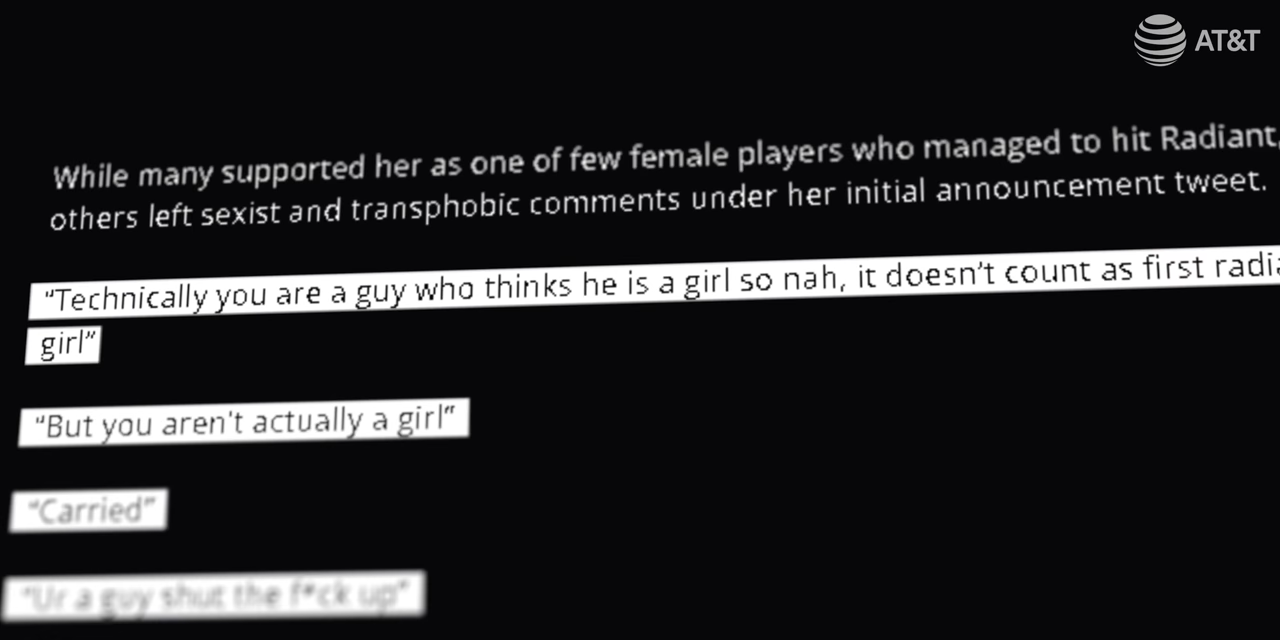 AT&T
While many supported her as one of few female players who managed to hit Radiant,
others left sexist and transphobic comments under her initial announcement tweet.
“Technically you are a guy who thinks he is a girl so nah, it doesn’t count as first radia
girl”
“But you aren't actually a girl”
“Carried”
“Ur a guy shut the f*ck up”